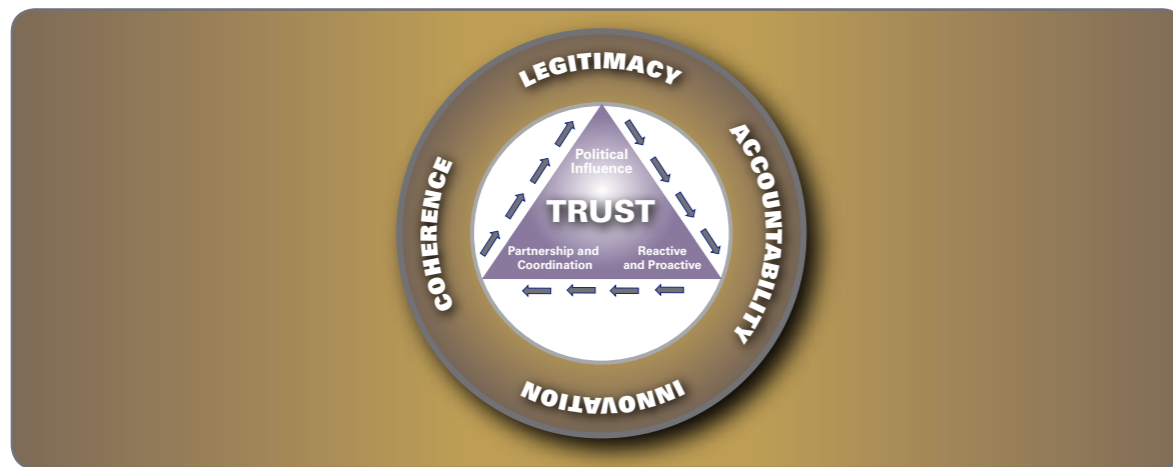 LEGITIMACY
ACCOUNTABILITY
INNOVATION
COHERENCE
Political
Influence
TRUST
Partnership and
Coordination
Reactive
and Proactive